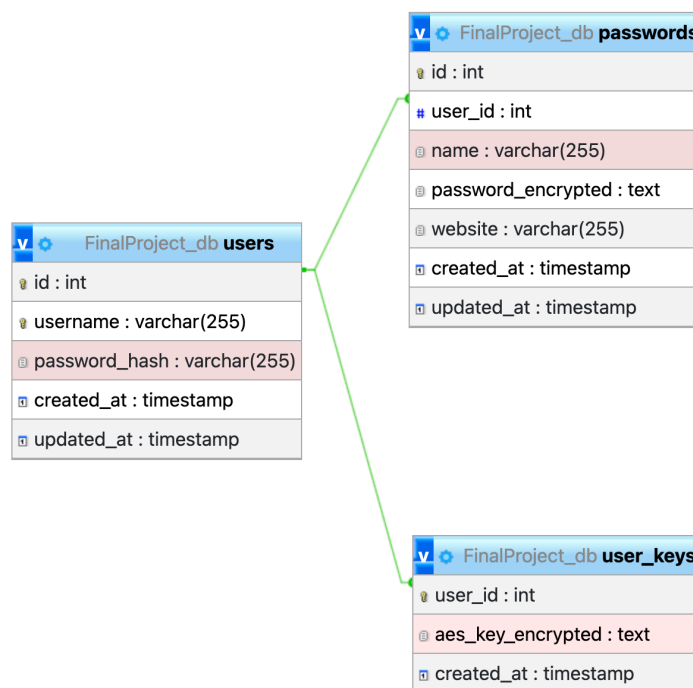 v FinalProject_db passwords
id : int
# user_id : int
name : varchar(255)
password_encrypted : text
website : varchar(255)
created_at : timestamp
updated_at : timestamp
v FinalProject_db users
id : int
username : varchar(255)
password_hash : varchar(255)
created_at : timestamp
updated_at : timestamp
v FinalProject_db user_keys
user_id : int
aes_key_encrypted : text
created_at : timestamp